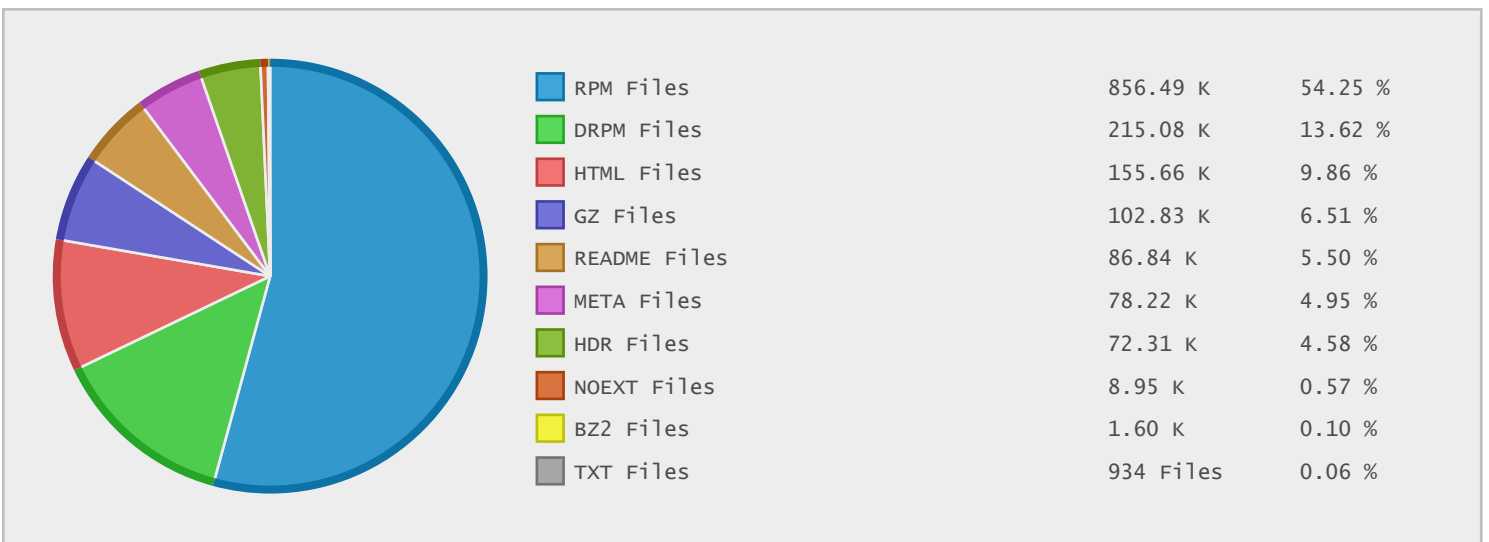 RPM Files 856.49 K 54.25 %
DRPM Files 215.08 K 13.62 %
HTML Files 155.66 K 9.86 %
GZ Files 102.83 K 6.51 %
README Files 86.84 K 5.50 %
META Files 78.22 K 4.95 %
HDR Files 72.31 K 4.58 %
NOEXT Files 8.95 K 0.57 %
BZ2 Files 1.60 K 0.10 %
TXT Files 934 Files 0.06 %